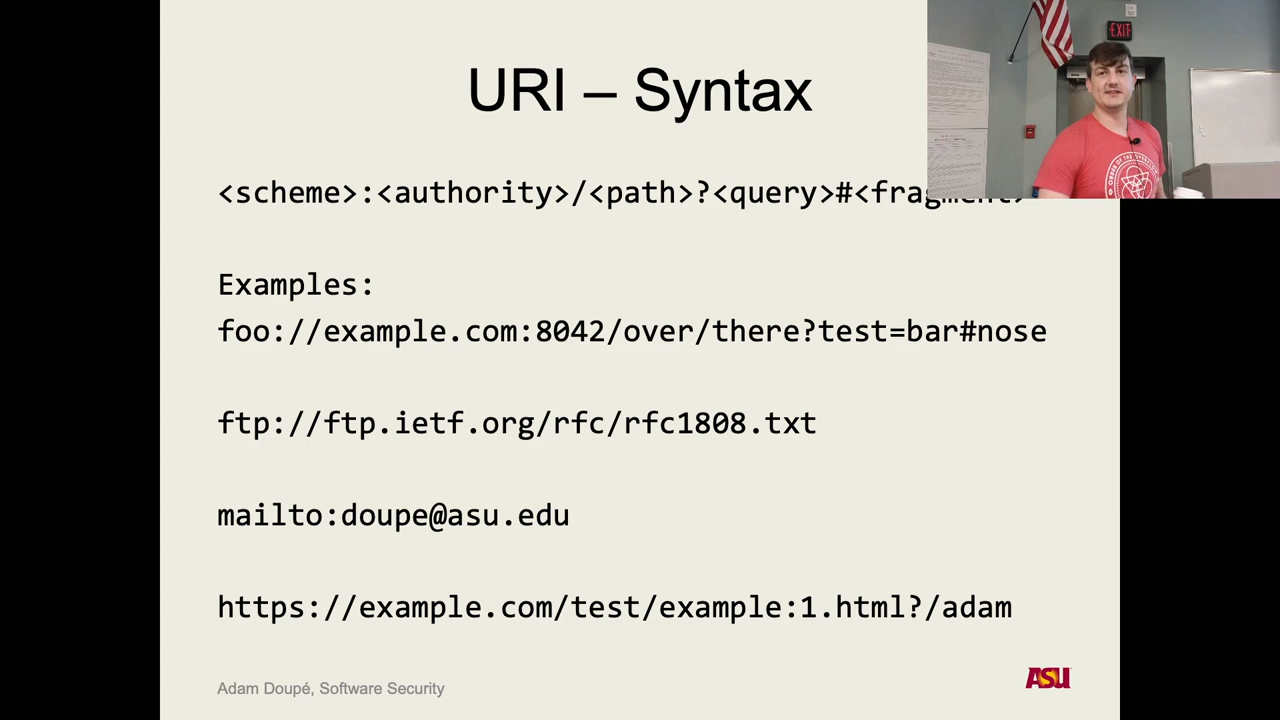 URI – Syntax
EXIT
<scheme>:<authority>/<path>?<query>#<fragment>
Examples:
foo://example.com:8042/over/there?test=bar#nose
ftp://ftp.ietf.org/rfc/rfc1808.txt
mailto:doupe@asu.edu
https://example.com/test/example:1.html?/adam
Adam Doupé, Software Security
ASU